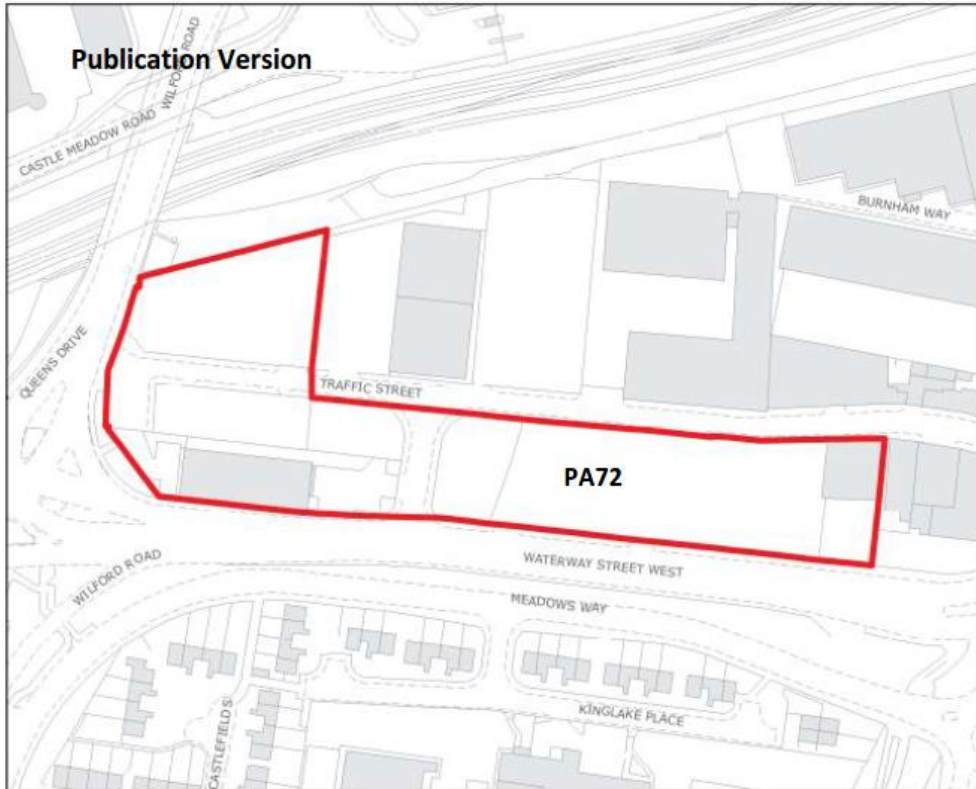 Publication Version
WILFORD ROAD
CASTLE MEADOW ROAD
BURNHAM WAY
QUEENS DRIVE
TRAFFIC STREET
PA72
WATERWAY STREET WEST
WILFORD ROAD
MEADOWS WAY
KINGLAKE PLACE
CASTLEFIELD S